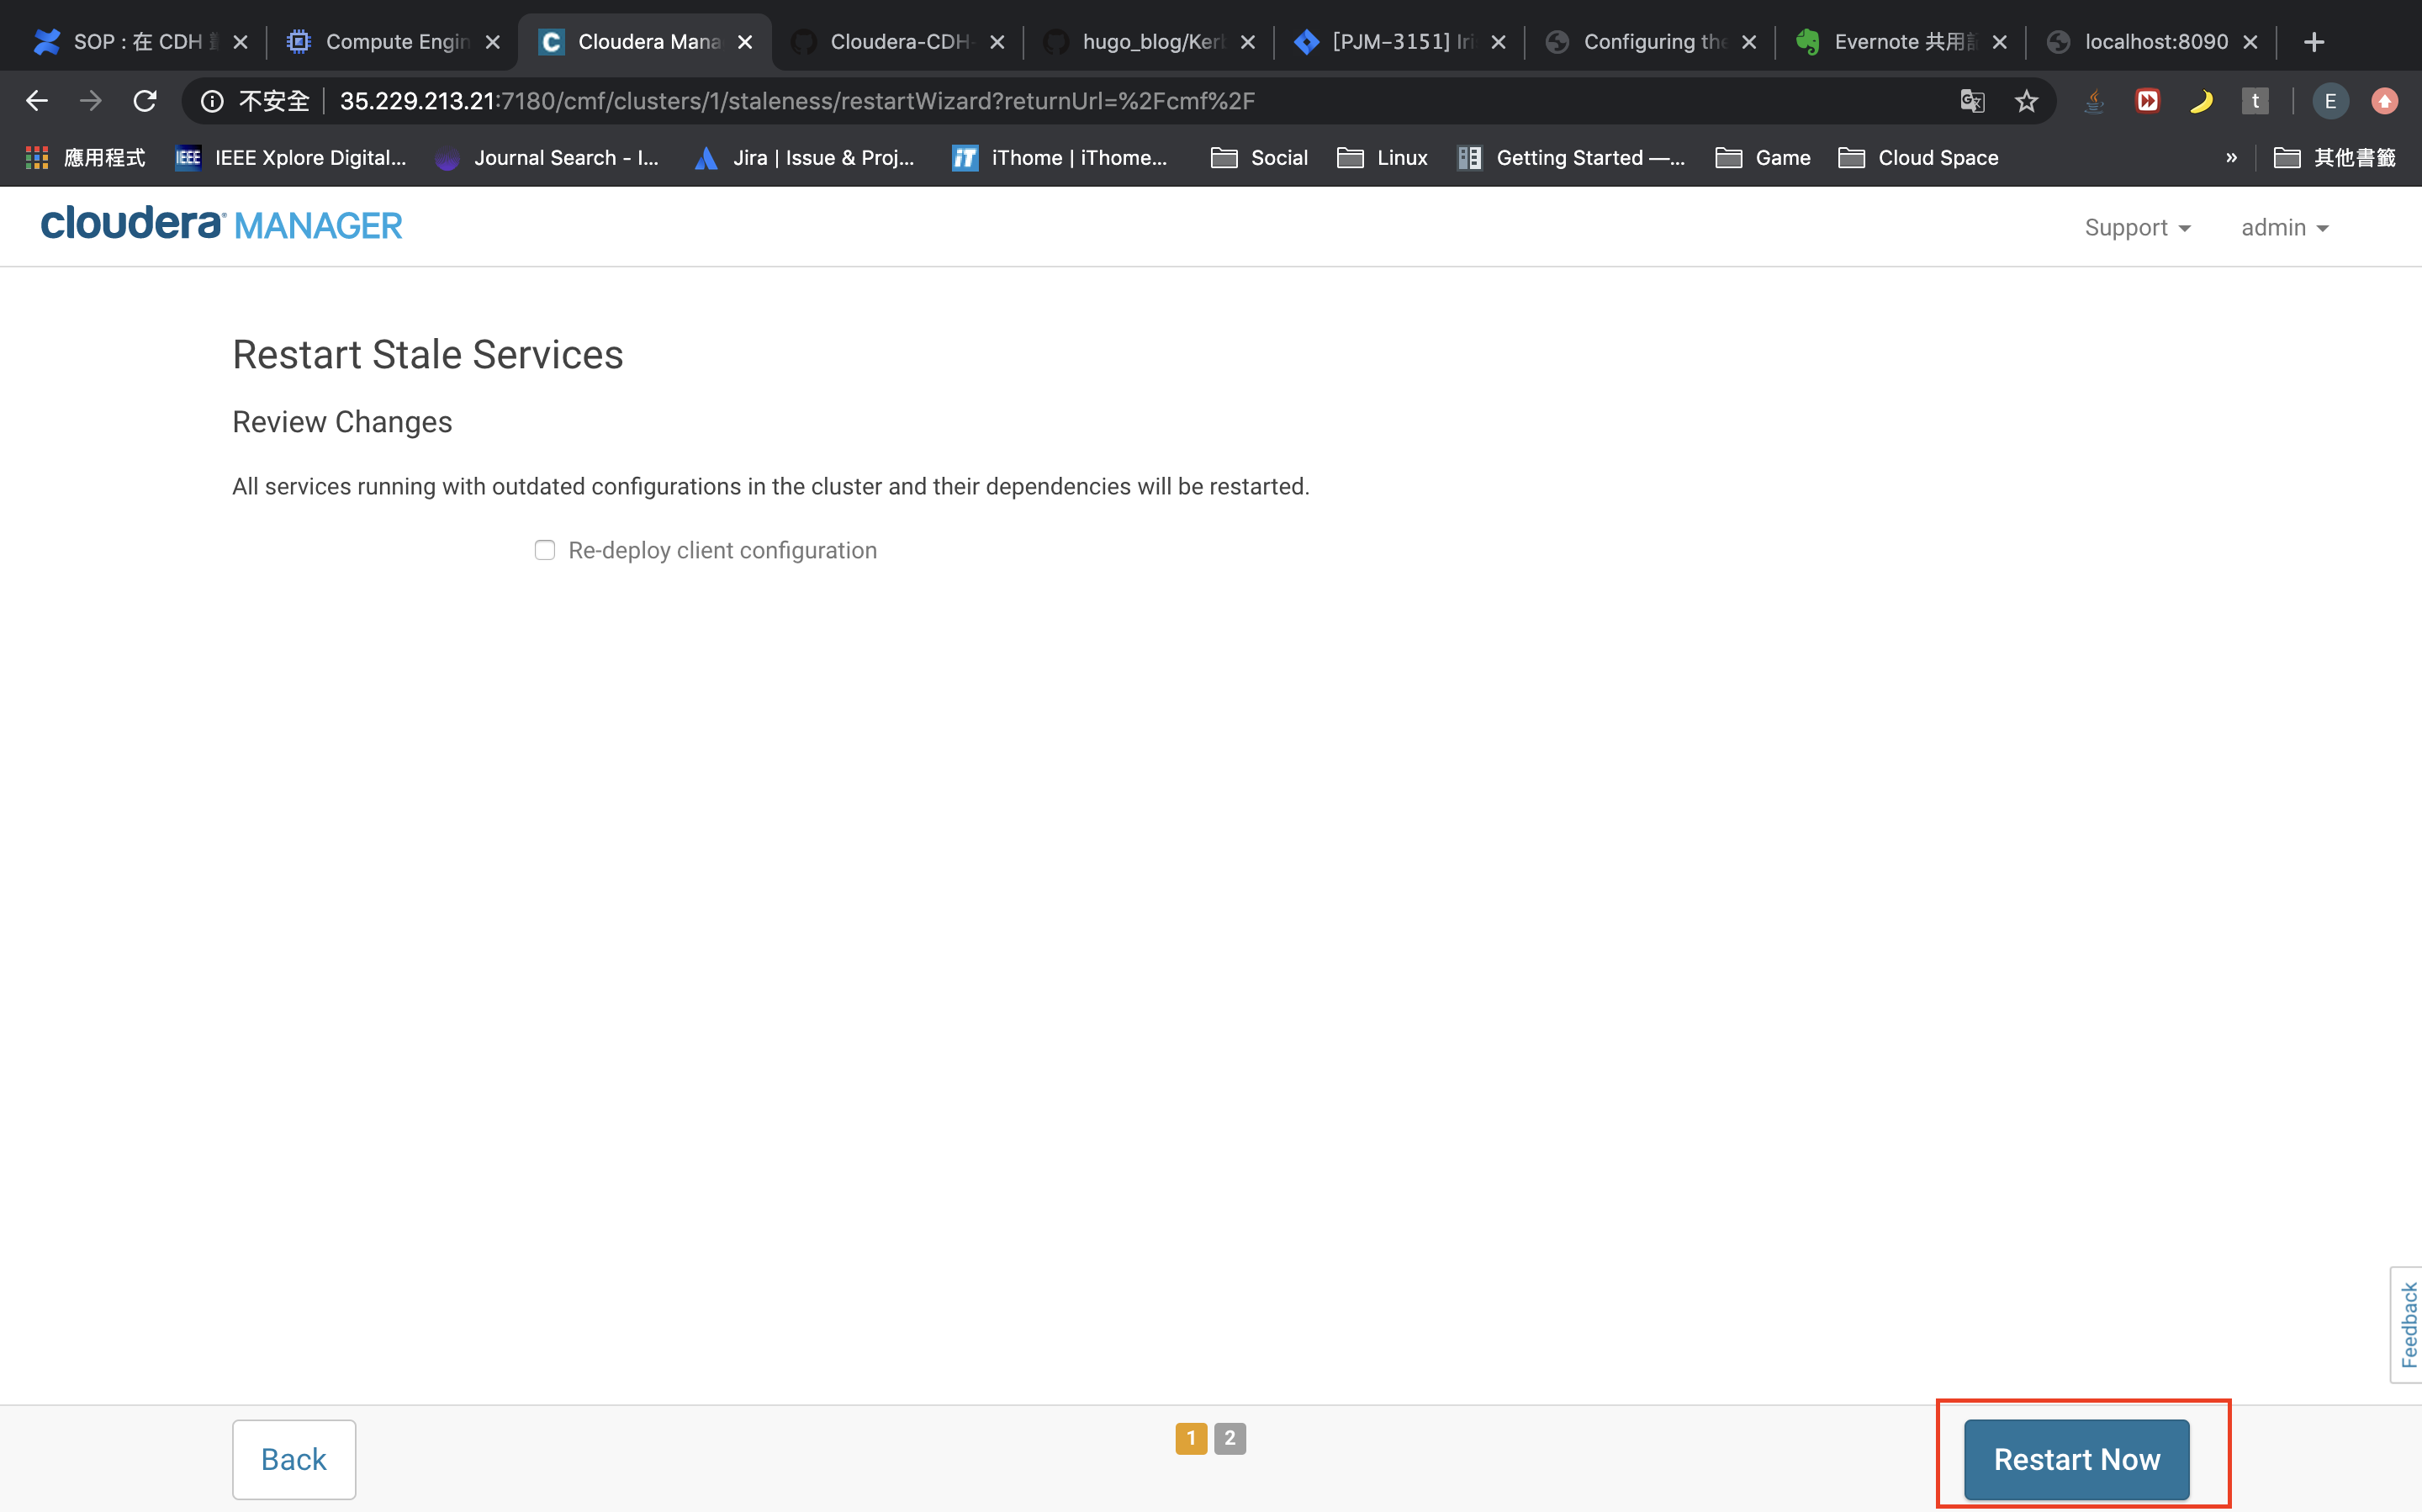 SOP : 在 CDH
Compute Engin
Cloudera Mana
Cloudera-CDH-
hugo_blog/Kerb
[PJM-3151] Iri
Configuring the
Evernote 共用
localhost:8090
不安全
35.229.213.21:7180/cmf/clusters/1/staleness/restartWizard?returnUrl=%2Fcmf%2F
t
E
應用程式
IEEE
IEEE Xplore Digital...
Journal Search - I...
Jira | Issue & Proj...
iT
iThome | iThome...
Social
Linux
Getting Started —...
Game
Cloud Space
»
其他書籤
cloudera MANAGER
Support
admin
Restart Stale Services
Review Changes
All services running with outdated configurations in the cluster and their dependencies will be restarted.
Re-deploy client configuration
Feedback
Back
1
2
Restart Now